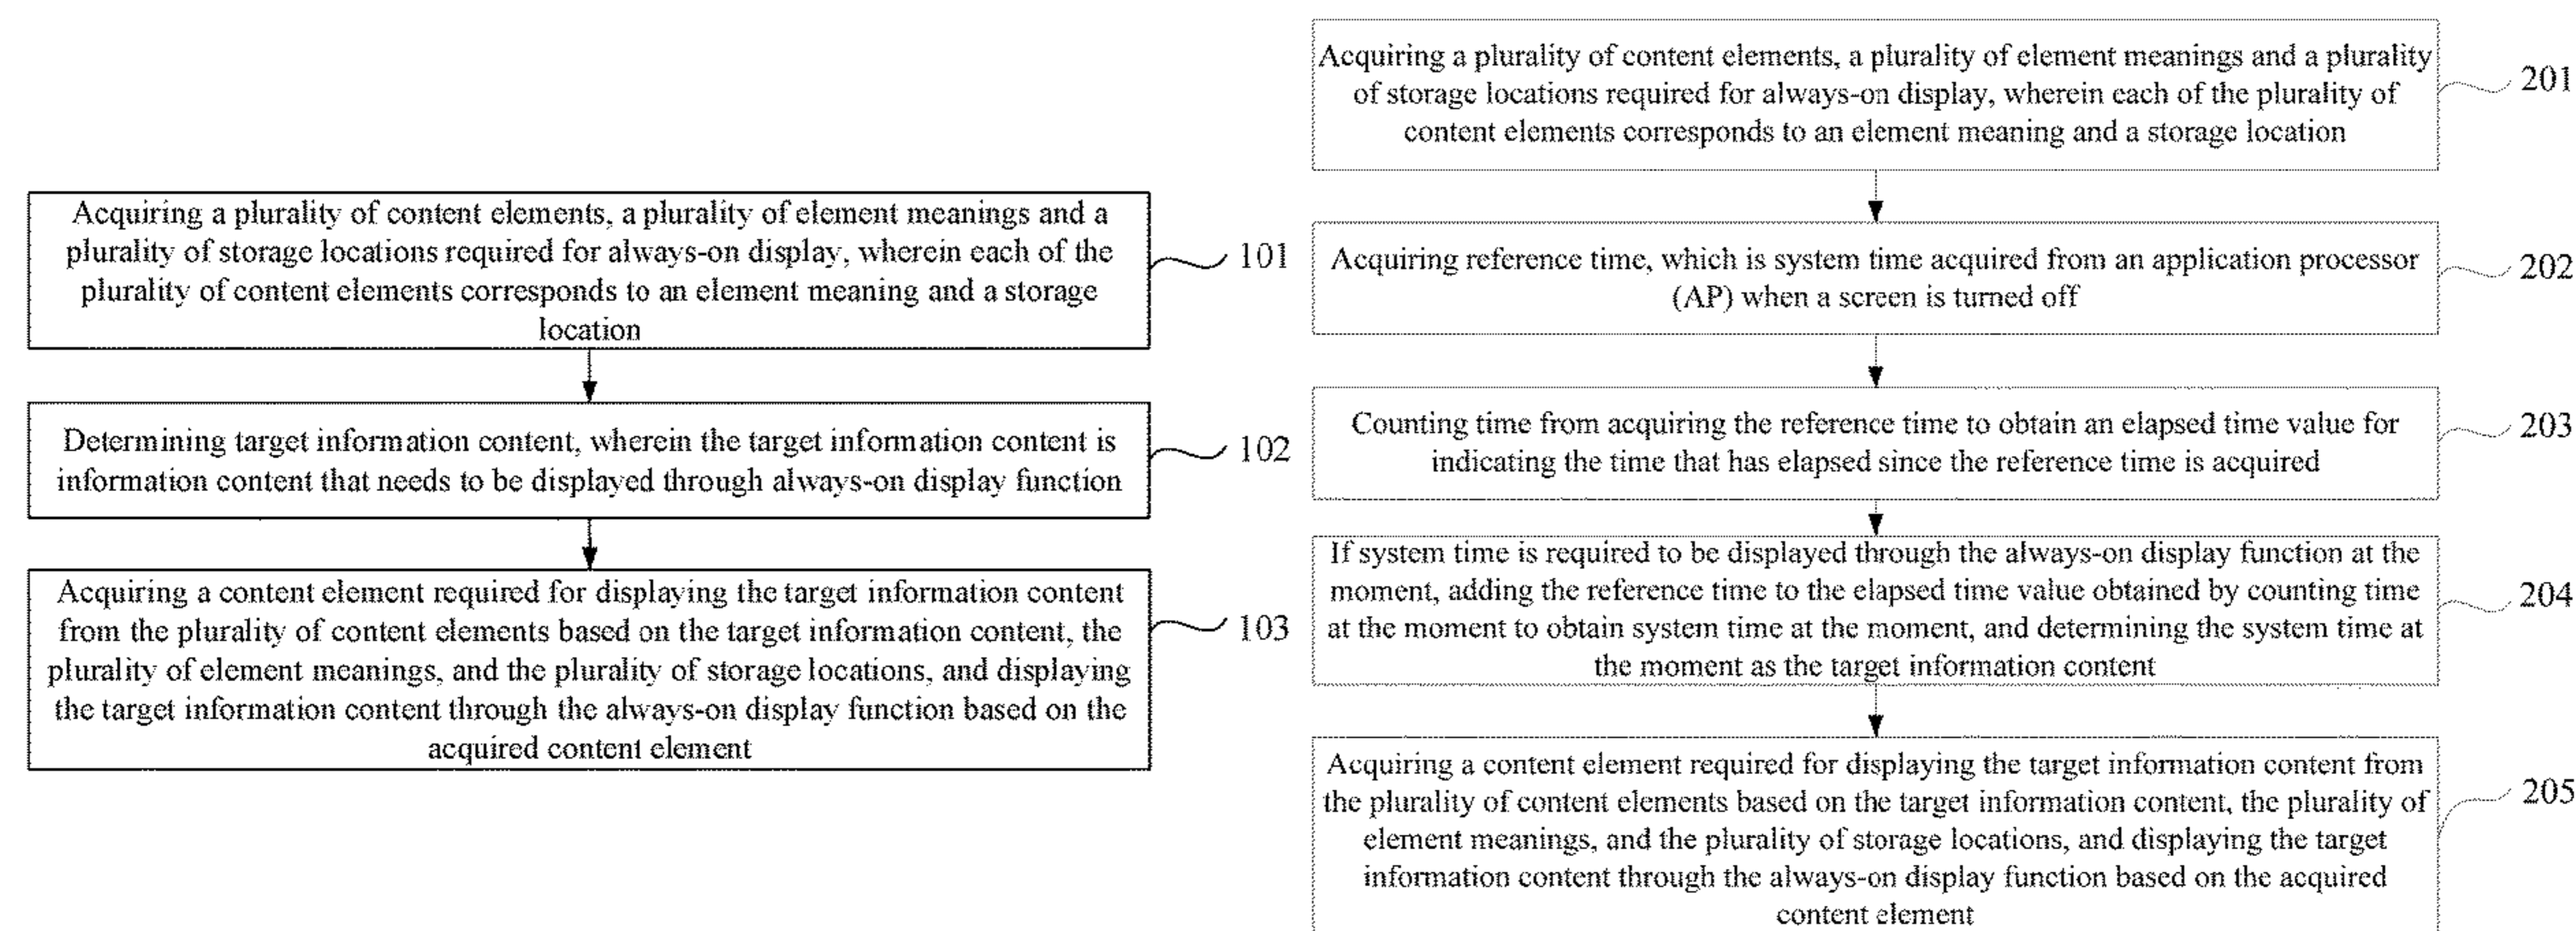 Acquiring a plurality of content elements, a plurality of element meanings and a
plurality of storage locations required for always-on display, wherein each of the
plurality of content elements corresponds to an element meaning and a storage
location
101
Determining target information content, wherein the target information content is
information content that needs to be displayed through always-on display function
102
Acquiring a content element required for displaying the target information content
from the plurality of content elements based on the target information content, the
plurality of element meanings, and the plurality of storage locations, and displaying
the target information content through the always-on display function based on the
acquired content element
103
Acquiring a plurality of content elements, a plurality of element meanings and a plurality
of storage locations required for always-on display, wherein each of the plurality of
content elements corresponds to an element meaning and a storage location
201
Acquiring reference time, which is system time acquired from an application processor
(AP) when a screen is turned off
202
Counting time from acquiring the reference time to obtain an elapsed time value for
indicating the time that has elapsed since the reference time is acquired
203
If system time is required to be displayed through the always-on display function at the
moment, adding the reference time to the elapsed time value obtained by counting time
at the moment to obtain system time at the moment, and determining the system time at
the moment as the target information content
204
Acquiring a content element required for displaying the target information content from
the plurality of content elements based on the target information content, the plurality of
element meanings, and the plurality of storage locations, and displaying the target
information content through the always-on display function based on the acquired
content element
205